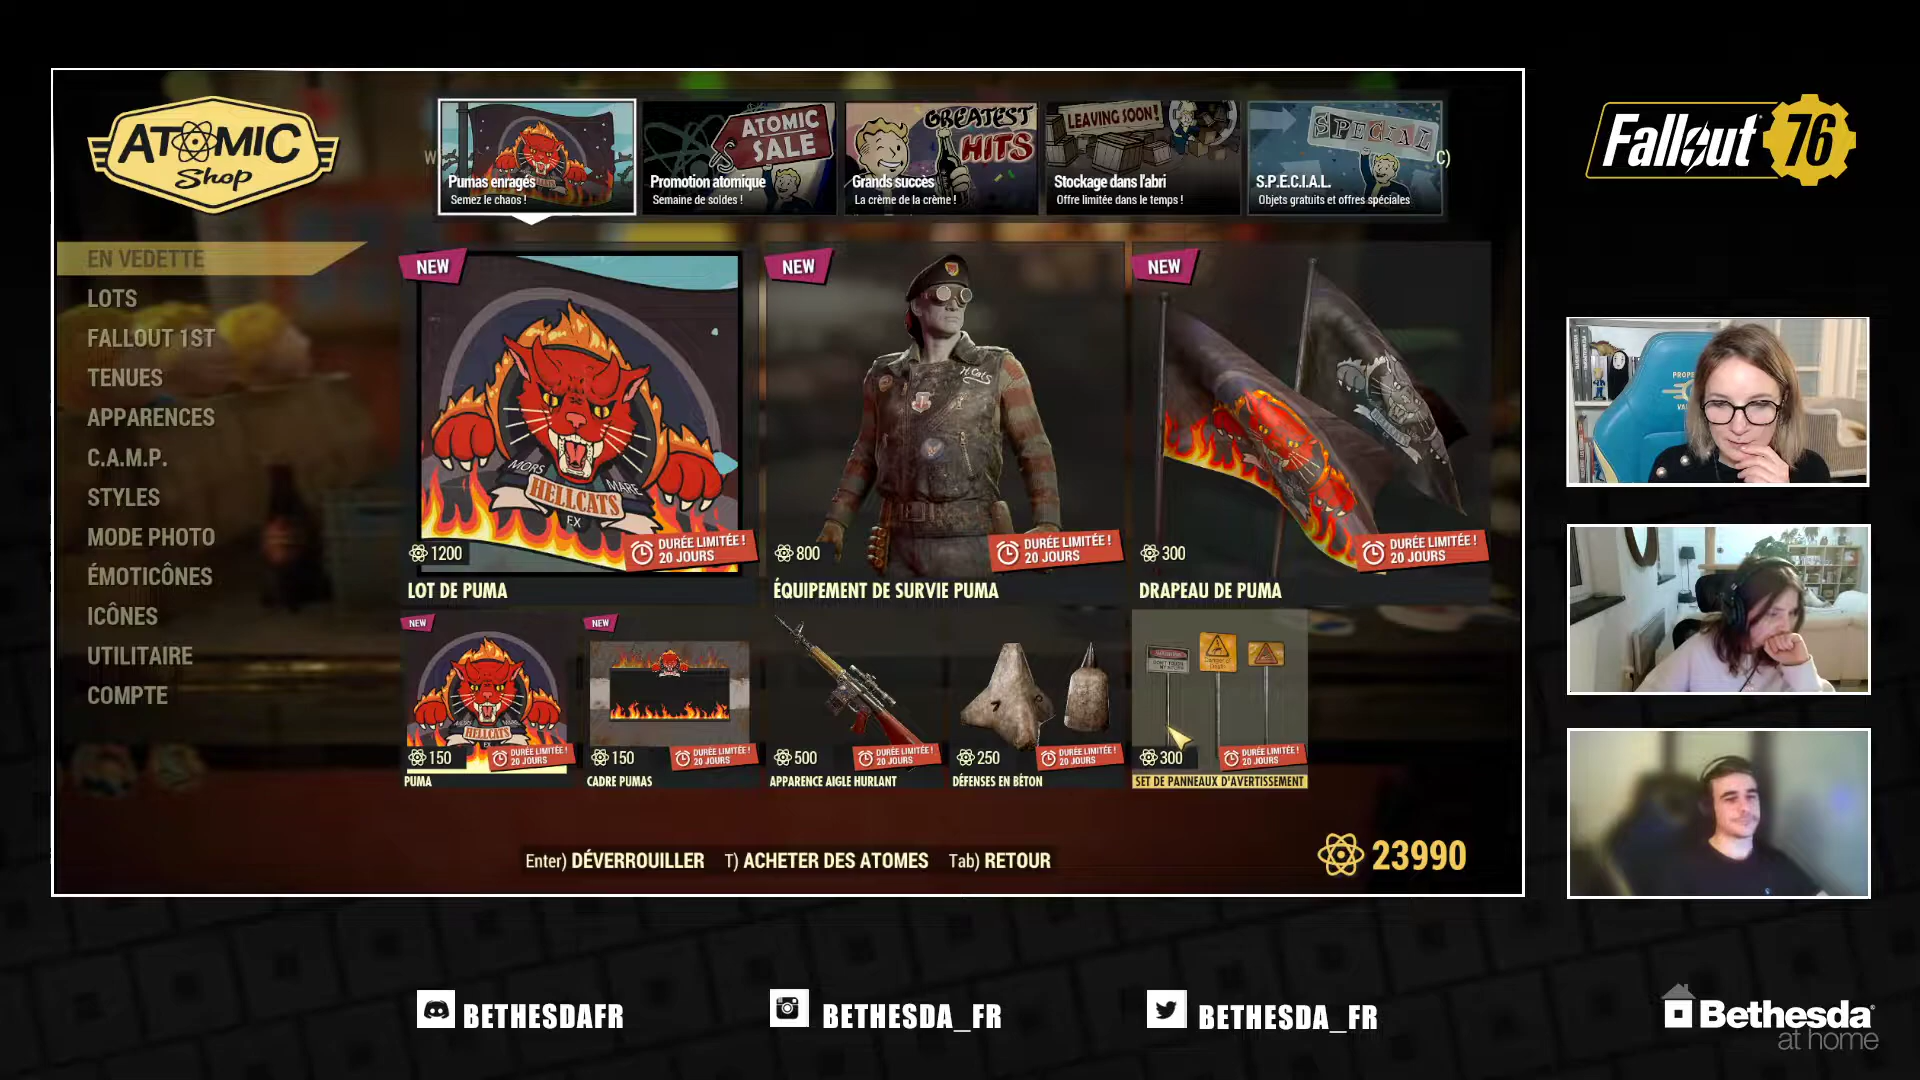 ATOMIC
Shop
Pumas enragés
Semez le chaos !
ATOMIC
SALE
Promotion atomique
Semaine de soldes !
GREATEST
HITS
Grands succès
La crème de la crème !
LEAVING SOON!
Stockage dans l'abri
Offre limitée dans le temps !
SPECIAL
S.P.E.C.I.A.L.
Objets gratuits et offres spéciales
C)
Fallout 76
EN VEDETTE
LOTS
FALLOUT 1ST
TENUES
APPARENCES
C.A.M.P.
STYLES
MODE PHOTO
ÉMOTICÔNES
ICÔNES
UTILITAIRE
COMPTE
NEW
MORS MARE
HELLCATS
EX
1200
DURÉE LIMITÉE !
20 JOURS
LOT DE PUMA
NEW
H.Cats
800
DURÉE LIMITÉE !
20 JOURS
ÉQUIPEMENT DE SURVIE PUMA
NEW
300
DURÉE LIMITÉE !
20 JOURS
DRAPEAU DE PUMA
NEW
HELLCATS
150
DURÉE LIMITÉE !
20 JOURS
PUMA
NEW
150
DURÉE LIMITÉE !
20 JOURS
CADRE PUMAS
500
DURÉE LIMITÉE !
20 JOURS
APPARENCE AIGLE HURLANT
250
DURÉE LIMITÉE !
20 JOURS
DÉFENSES EN BÉTON
300
DURÉE LIMITÉE !
20 JOURS
SET DE PANNEAUX D'AVERTISSEMENT
Enter) DÉVERROUILLER T) ACHETER DES ATOMES Tab) RETOUR
23990
BETHESDAFR
BETHESDA_FR
BETHESDA_FR
Bethesda
at home